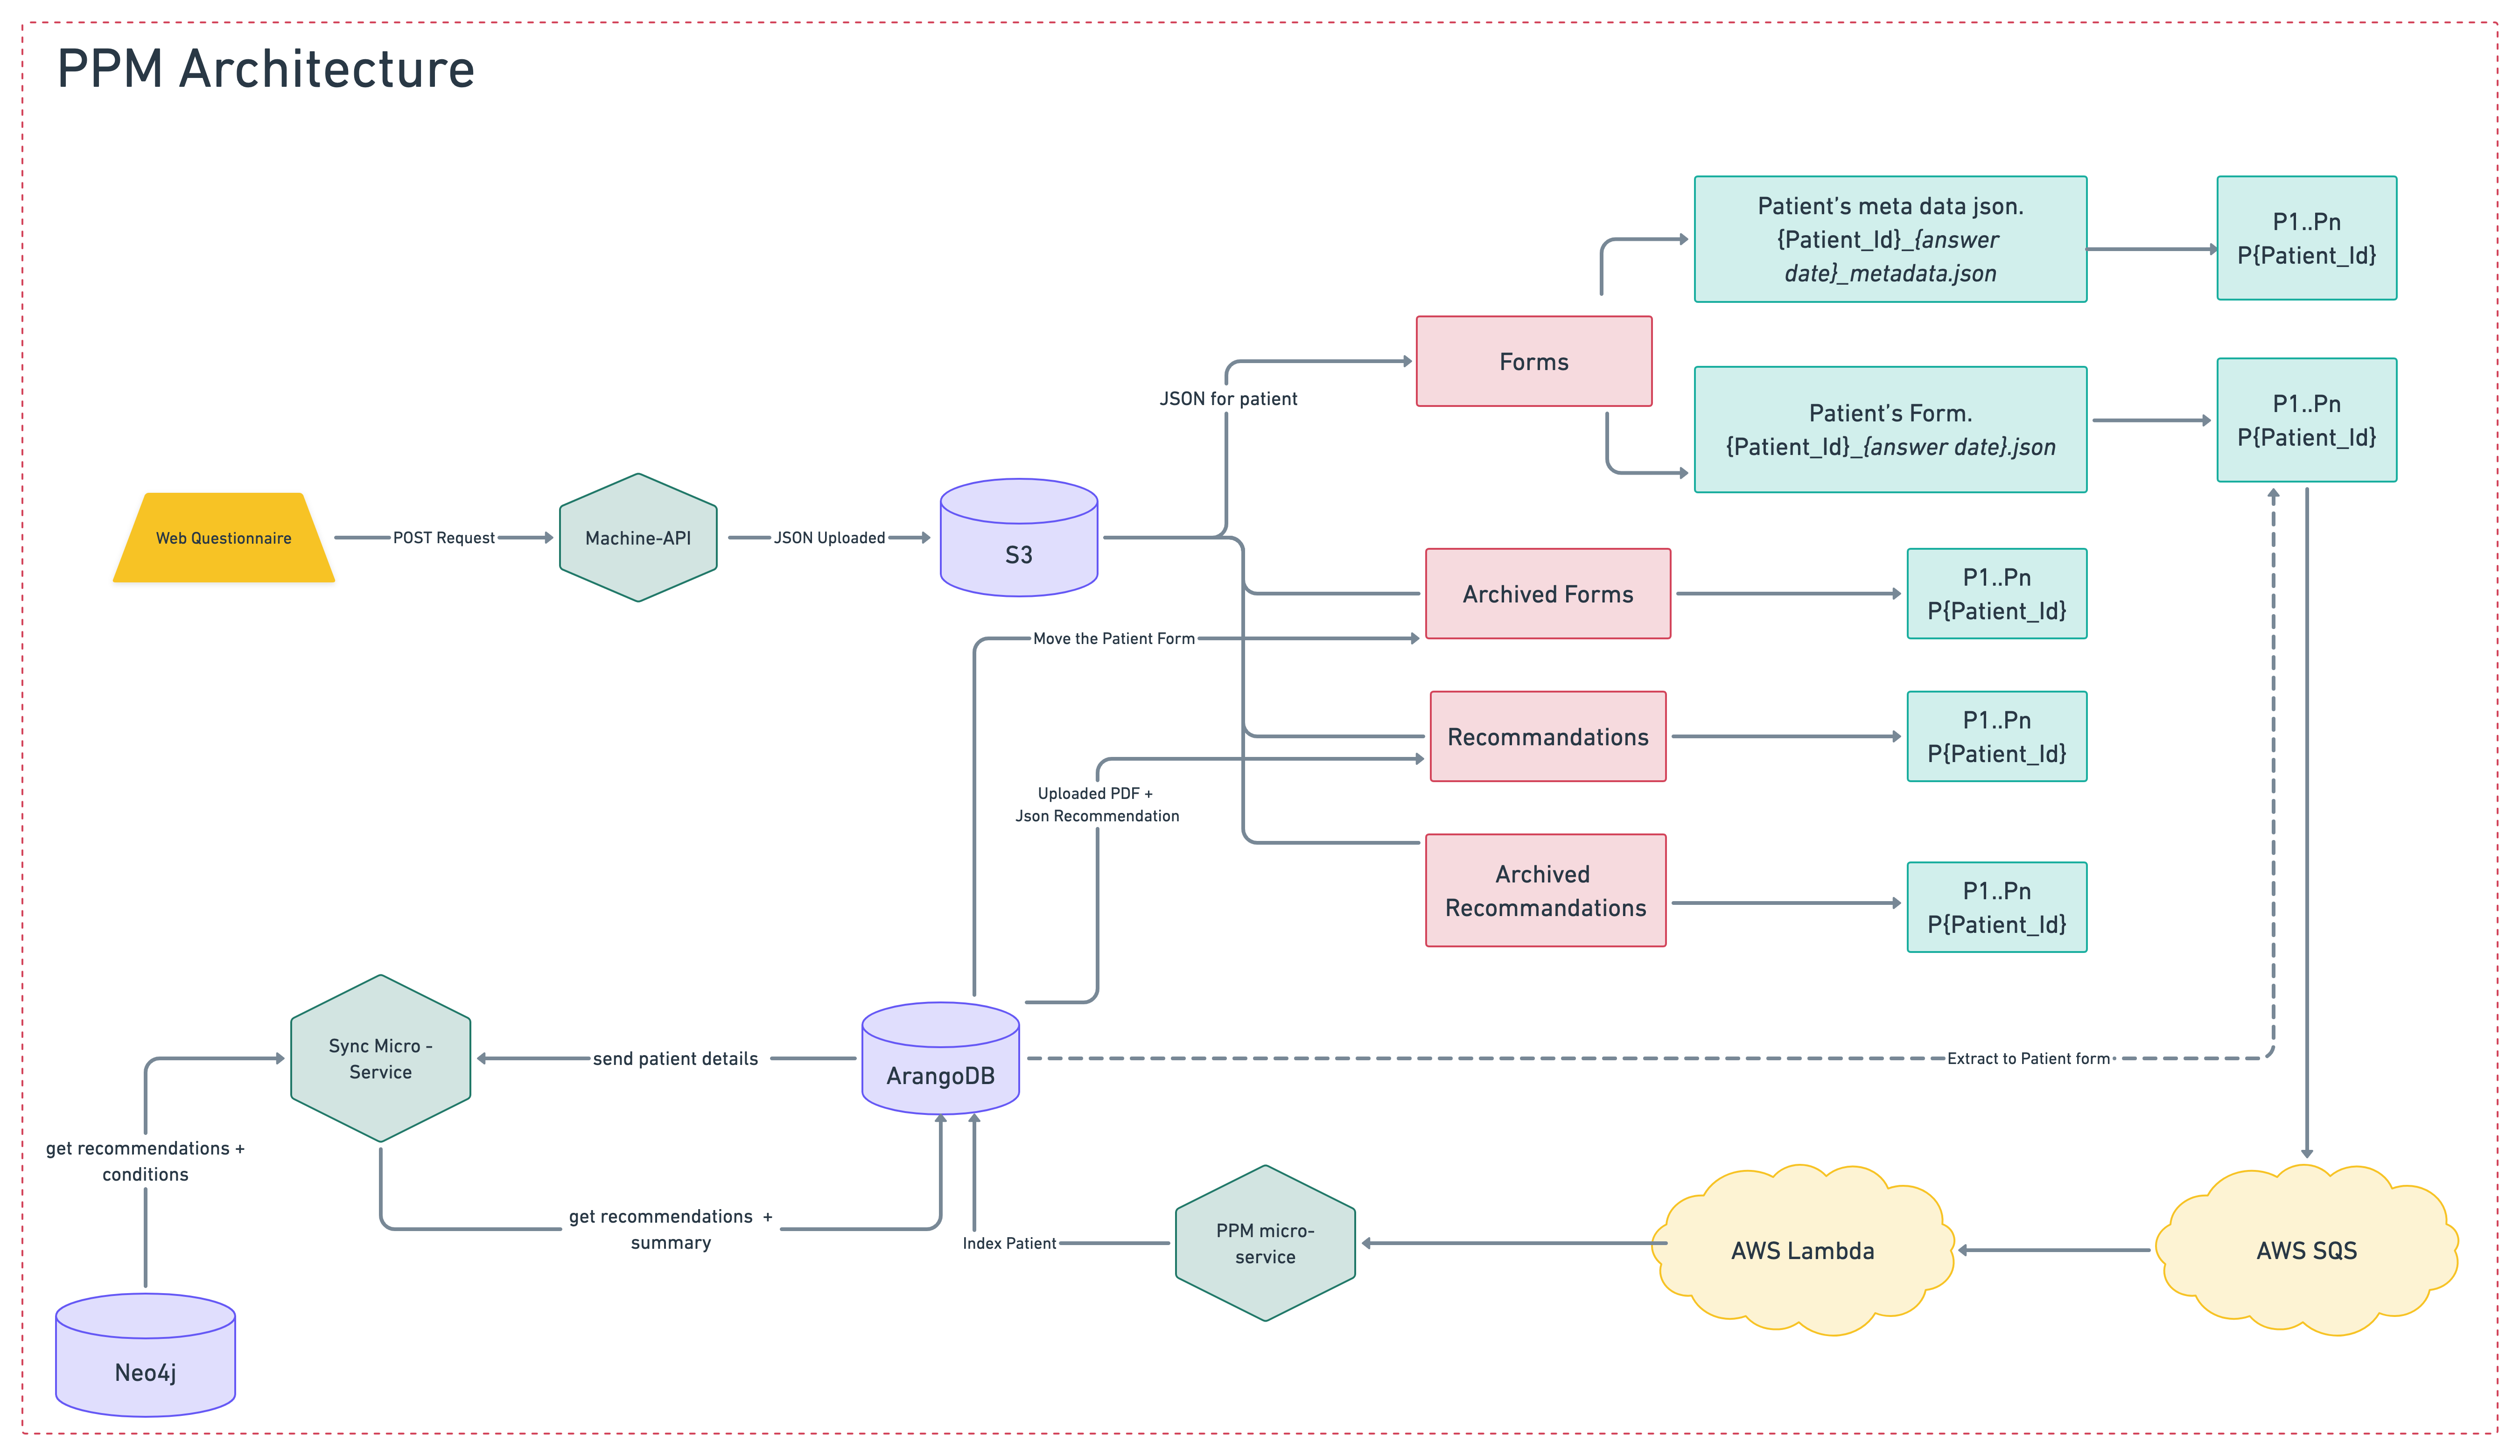 PPM Architecture
Patient’s meta data json.
{Patient_Id}_{answer
date}_metadata.json
P1..Pn
P{Patient_Id}
Forms
JSON for patient
Patient’s Form.
{Patient_Id}_{answer date}.json
P1..Pn
P{Patient_Id}
Web Questionnaire
POST Request
Machine-API
JSON Uploaded
S3
Archived Forms
P1..Pn
P{Patient_Id}
Move the Patient Form
Recommandations
P1..Pn
P{Patient_Id}
Uploaded PDF +
Json Recommendation
Archived
Recommandations
P1..Pn
P{Patient_Id}
Sync Micro -
Service
send patient details
ArangoDB
Extract to Patient form
get recommendations +
conditions
get recommendations +
summary
Index Patient
PPM micro-
service
AWS Lambda
AWS SQS
Neo4j